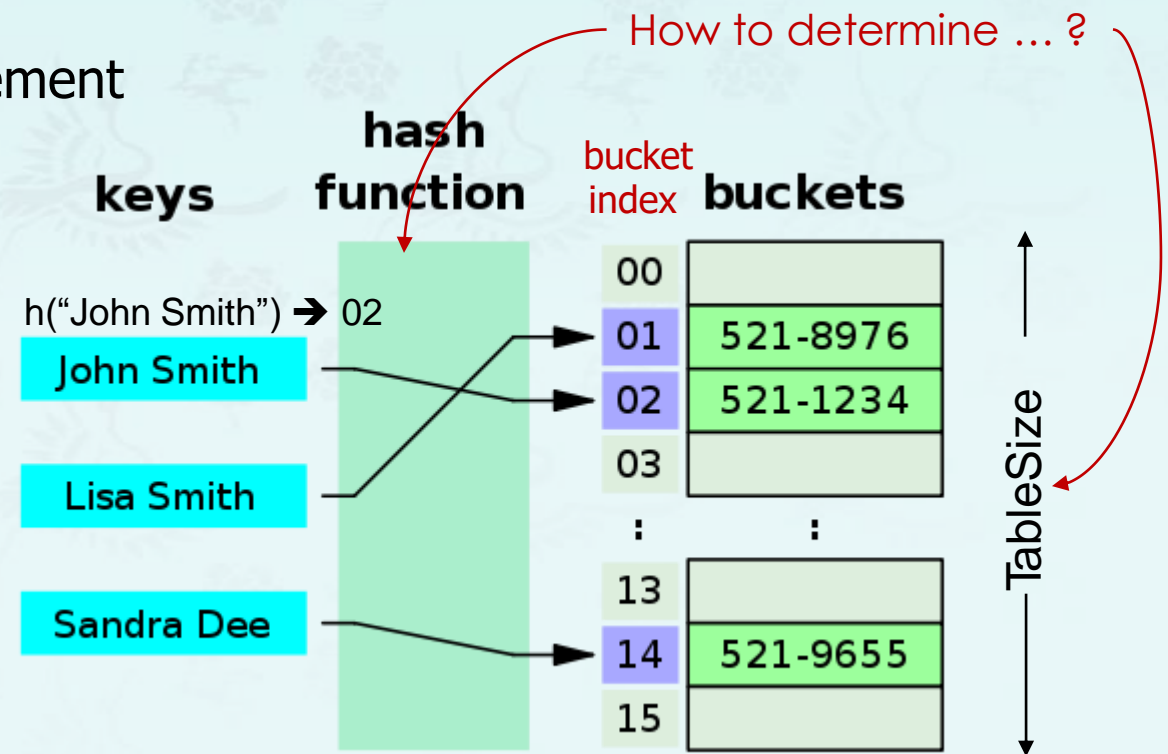 How to determine … ?
ement
hash
function
keys
bucket
index
buckets
h(“John Smith”) ➔ 02
John Smith
Lisa Smith
Sandra Dee
00
01 521-8976
02 521-1234
03
: :
13
14 521-9655
15
TableSize